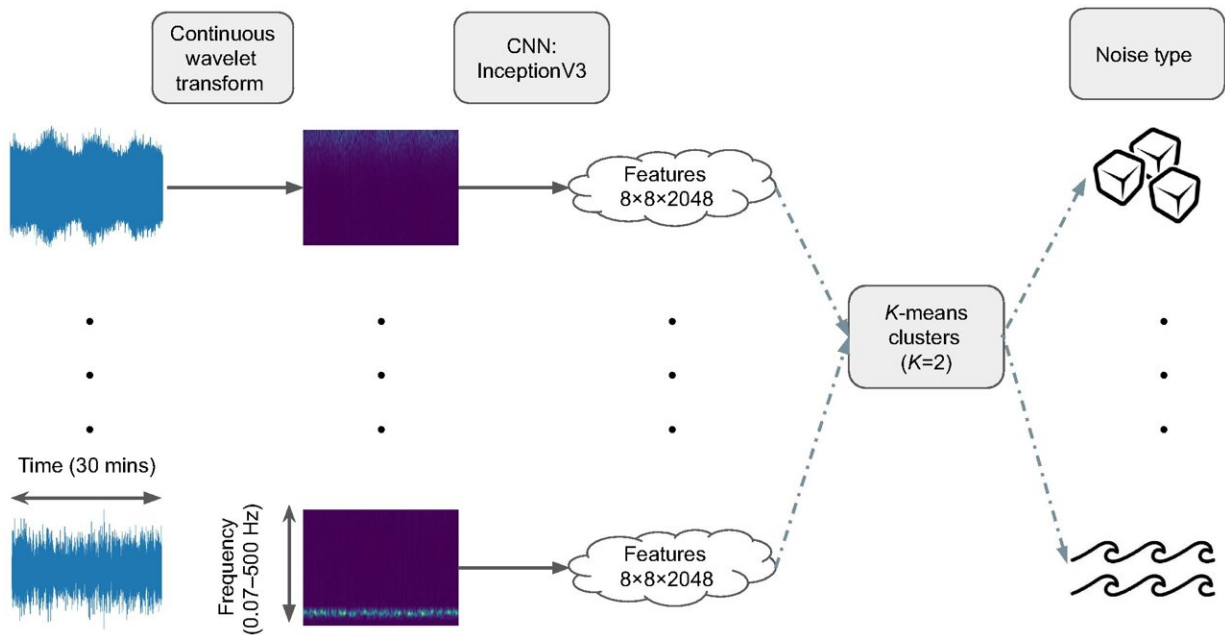 Continuous
wavelet
transform
CNN:
InceptionV3
Noise type
Features
8×8×2048
K-means
clusters
(K=2)
Time (30 mins)
Frequency
(0.07–500 Hz)
Features
8×8×2048